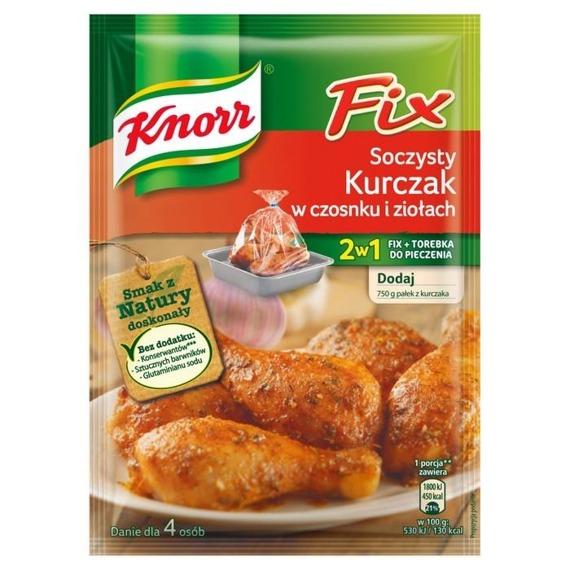 Knorr
®
Fix
Soczysty
Kurczak
w czosnku i ziołach
2w1 FIX + TOREBKA
DO PIECZENIA
Dodaj
750 g pałek z kurczaka
Smak z
Natury
doskonały
Bez dodatku:
- Konserwantów***
- Sztucznych barwników
- Glutaminianu sodu
1 porcja**
zawiera
1800 kJ
450 kcal
21%
w 100g:
530 kJ / 130 kcal
Danie dla 4 osób